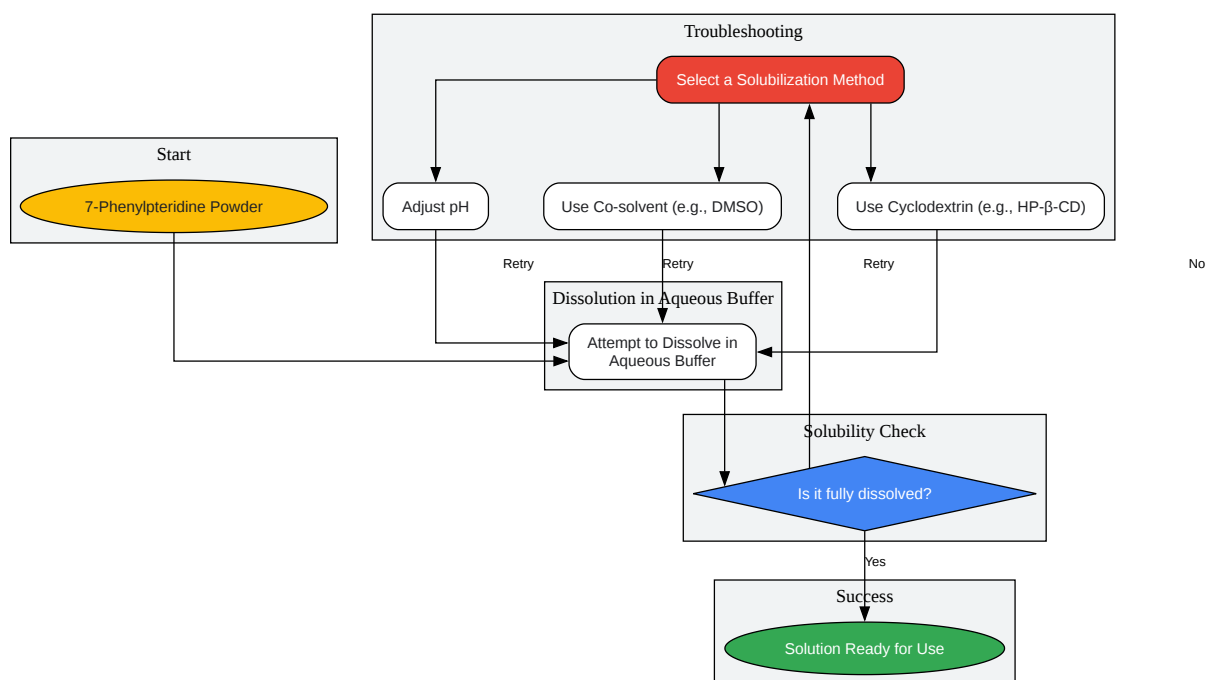 Troubleshooting
Select a Solubilization Method
Start
7-Phenylpteridine Powder
Adjust pH
Use Co-solvent (e.g., DMSO)
Use Cyclodextrin (e.g., HP-β-CD)
Retry
Retry
Retry
No
Dissolution in Aqueous Buffer
Attempt to Dissolve in
Aqueous Buffer
Solubility Check
Is it fully dissolved?
Yes
Success
Solution Ready for Use